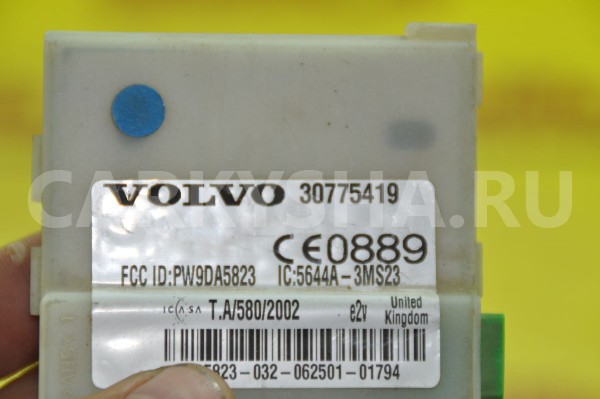 VOLVO 30775419
CE0889
FCC ID:PW9DA5823 IC:5644A-3MS23
ICASA T.A/580/2002 e2v United Kingdom
5823-032-062501-01794
CARKYSHA.RU